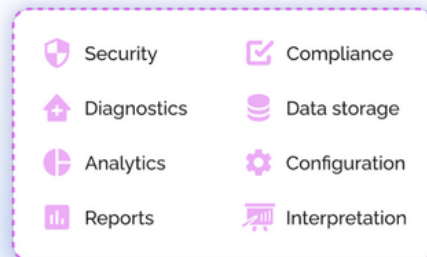 Security
Compliance
Diagnostics
Data storage
Analytics
Configuration
Reports
Interpretation